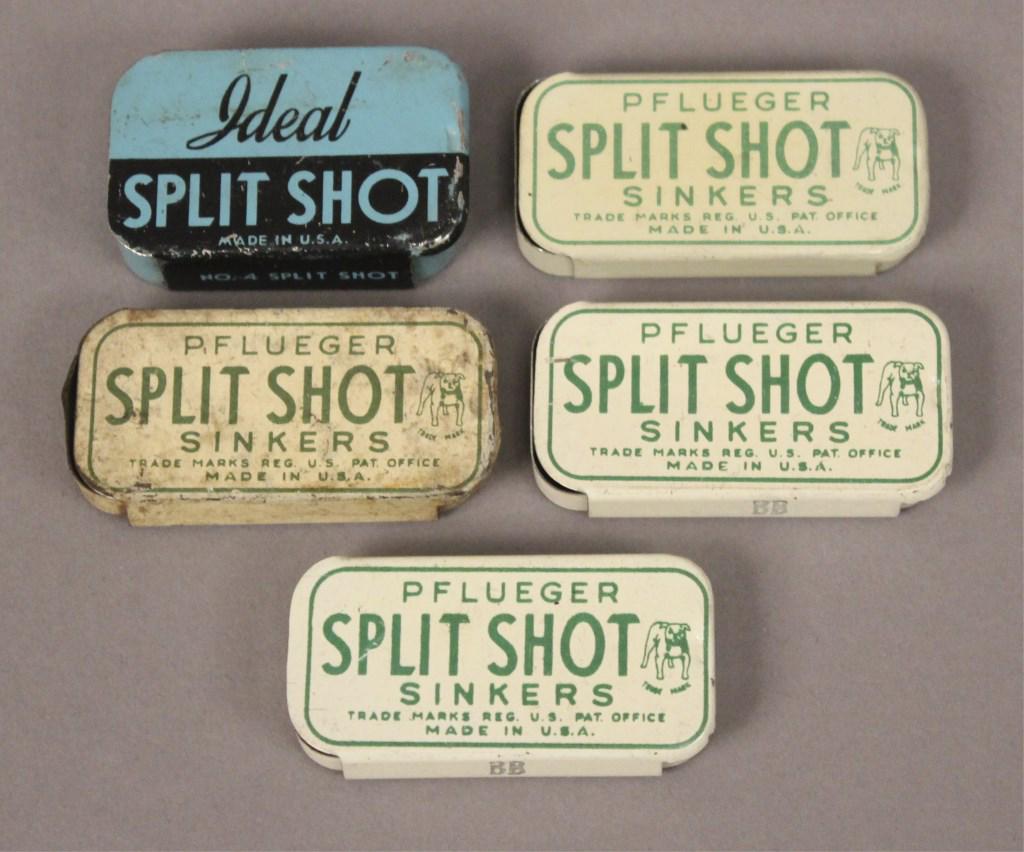 Ideal
SPLIT SHOT
MADE IN U.S.A.
NO. 4 SPLIT SHOT
PFLUEGER
SPLIT SHOT
SINKERS
TRADE MARKS REG. U.S. PAT. OFFICE
MADE IN U.S.A.
TRADE MARK
PFLUEGER
SPLIT SHOT
SINKERS
TRADE MARKS REG. U.S. PAT. OFFICE
MADE IN U.S.A.
TRADE MARK
PFLUEGER
SPLIT SHOT
SINKERS
TRADE MARKS REG. U.S. PAT. OFFICE
MADE IN U.S.A.
TRADE MARK
BB
PFLUEGER
SPLIT SHOT
SINKERS
TRADE MARKS REG. U.S. PAT. OFFICE
MADE IN U.S.A.
TRADE MARK
BB